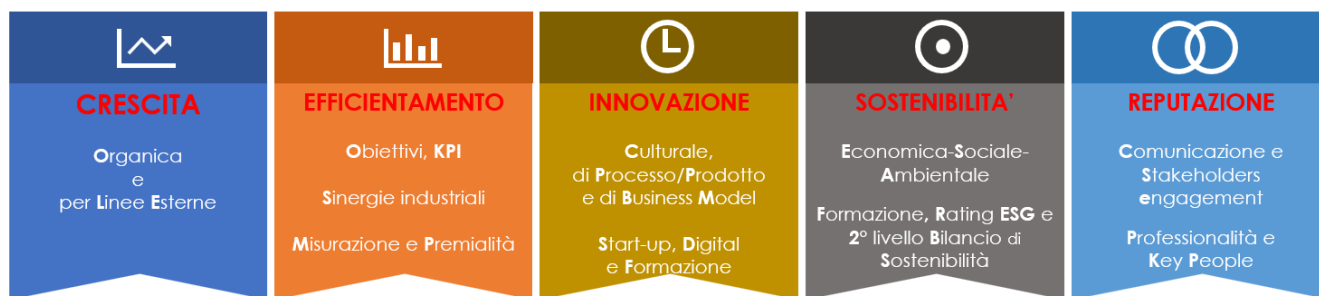 CRESCITA
Organica
e
per Linee Esterne
EFFICIENTAMENTO
Obiettivi, KPI
Sinergie industriali
Misurazione e Premialità
INNOVAZIONE
Culturale,
di Processo/Prodotto
e di Business Model
Start-up, Digital
e Formazione
SOSTENIBILITA'
Economica-Sociale-
Ambientale
Formazione, Rating ESG e
2° livello Bilancio di
Sostenibilità
REPUTAZIONE
Comunicazione e
Stakeholders
engagement
Professionalità e
Key People